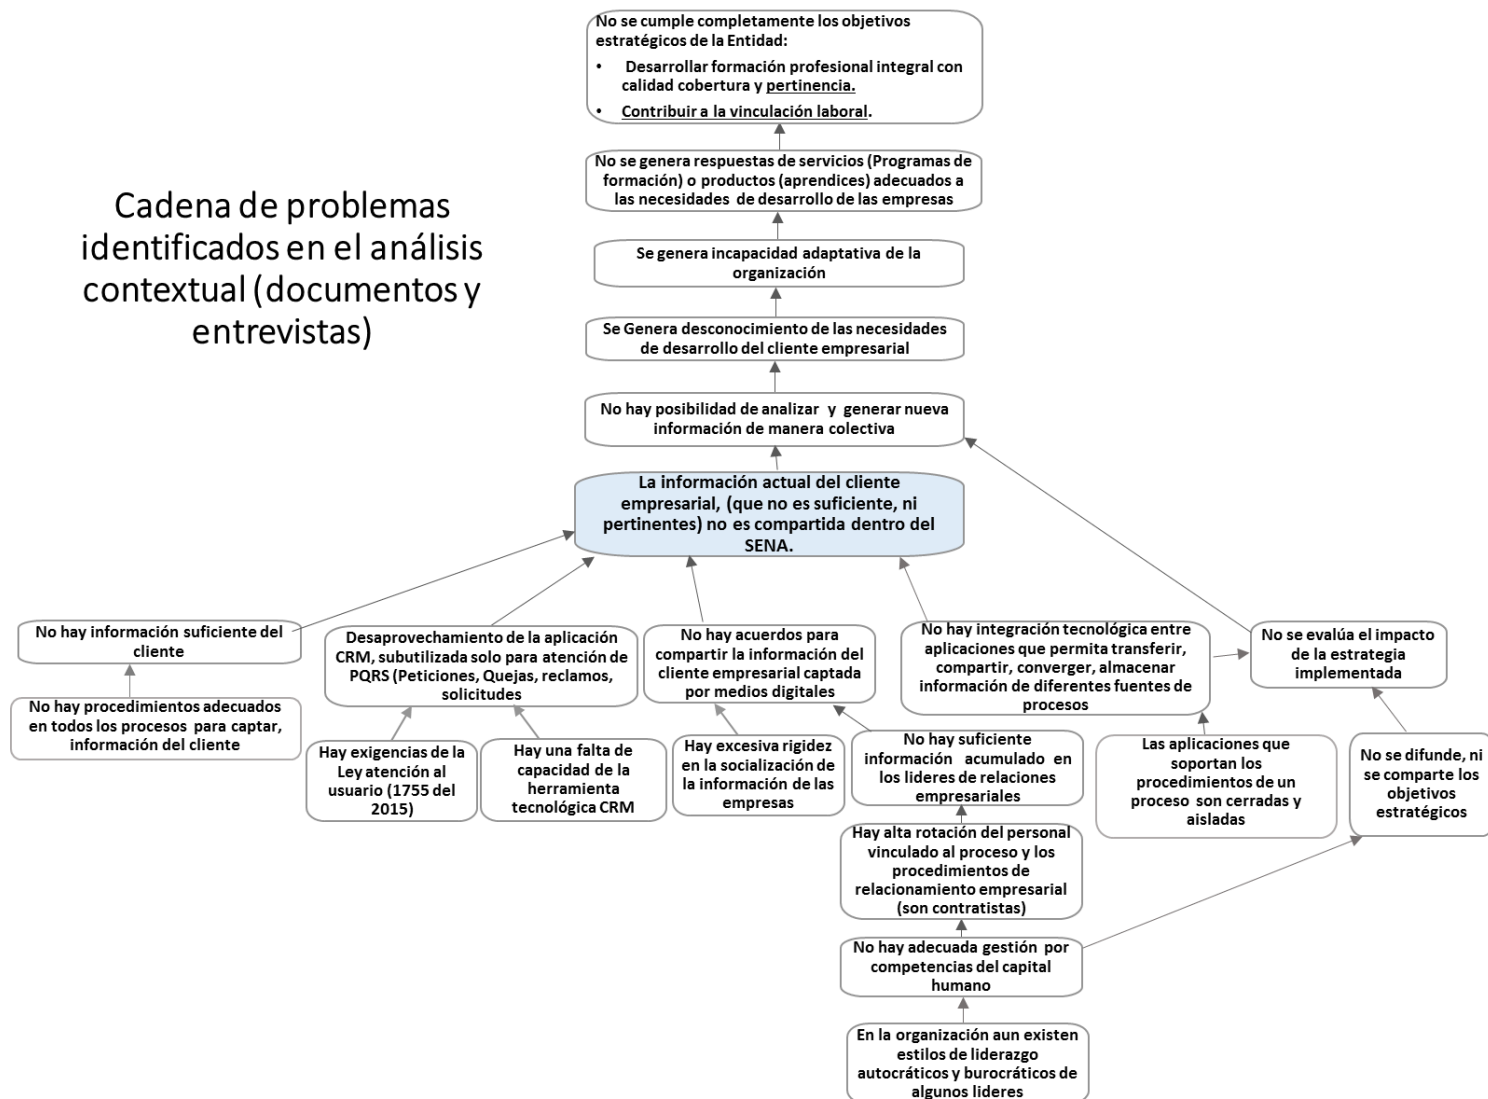 No se cumple completamente los objetivos
estratégicos de la Entidad:
• Desarrollar formación profesional integral con
calidad cobertura y pertinencia.
• Contribuir a la vinculación laboral.
No se genera respuestas de servicios (Programas de
formación) o productos (aprendices) adecuados a
las necesidades de desarrollo de las empresas
Cadena de problemas
identificados en el análisis
contextual (documentos y
entrevistas)
Se genera incapacidad adaptativa de la
organización
Se Genera desconocimiento de las necesidades
de desarrollo del cliente empresarial
No hay posibilidad de analizar y generar nueva
información de manera colectiva
La información actual del cliente
empresarial, (que no es suficiente, ni
pertinentes) no es compartida dentro del
SENA.
No hay información suficiente del
cliente
Desaprovechamiento de la aplicación
CRM, subutilizada solo para atención de
PQRS (Peticiones, Quejas, reclamos,
solicitudes
No hay acuerdos para
compartir la información del
cliente empresarial captada
por medios digitales
No hay integración tecnológica entre
aplicaciones que permita transferir,
compartir, converger, almacenar
información de diferentes fuentes de
procesos
No se evalúa el impacto
de la estrategia
implementada
No hay procedimientos adecuados
en todos los procesos para captar,
información del cliente
Hay exigencias de la
Ley atención al
usuario (1755 del
2015)
Hay una falta de
capacidad de la
herramienta
tecnológica CRM
Hay excesiva rigidez
en la socialización de
la información de las
empresas
No hay suficiente
información acumulado en
los lideres de relaciones
empresariales
Las aplicaciones que
soportan los
procedimientos de un
proceso son cerradas y
aisladas
No se difunde, ni
se comparte los
objetivos
estratégicos
Hay alta rotación del personal
vinculado al proceso y los
procedimientos de
relacionamiento empresarial
(son contratistas)
No hay adecuada gestión por
competencias del capital
humano
En la organización aun existen
estilos de liderazgo
autocráticos y burocráticos de
algunos lideres